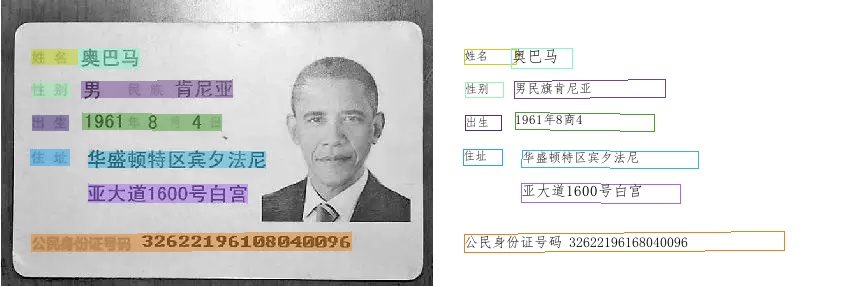 姓名 奥巴马
性别 男 民族 肯尼亚
出生 1961 年 8 月 4 日
住址 华盛顿特区宾夕法尼
亚大道1600号白宫
公民身份证号码 32622196108040096
姓名 奥巴马
性别 男民旗肯尼亚
出生 1961年8商4
住址 华盛顿特区宾夕法尼
亚大道1600号白宫
公民身份证号码 32622196168040096